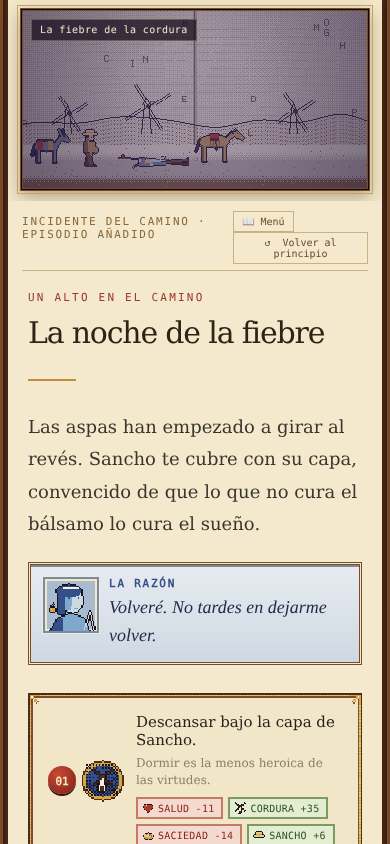 La fiebre de la cordura
M O G
H
C I N
E
D
P
L
INCIDENTE DEL CAMINO ·
EPISODIO AÑADIDO
📖 Menú
↺ Volver al
principio
UN ALTO EN EL CAMINO
La noche de la fiebre
Las aspas han empezado a girar al
revés. Sancho te cubre con su capa,
convencido de que lo que no cura el
bálsamo lo cura el sueño.
LA RAZÓN
Volveré. No tardes en dejarme
volver.
01
Descansar bajo la capa de
Sancho.
Dormir es la menos heroica de
las virtudes.
SALUD -11
CORDURA +35
SACIEDAD -14
SANCHO +6